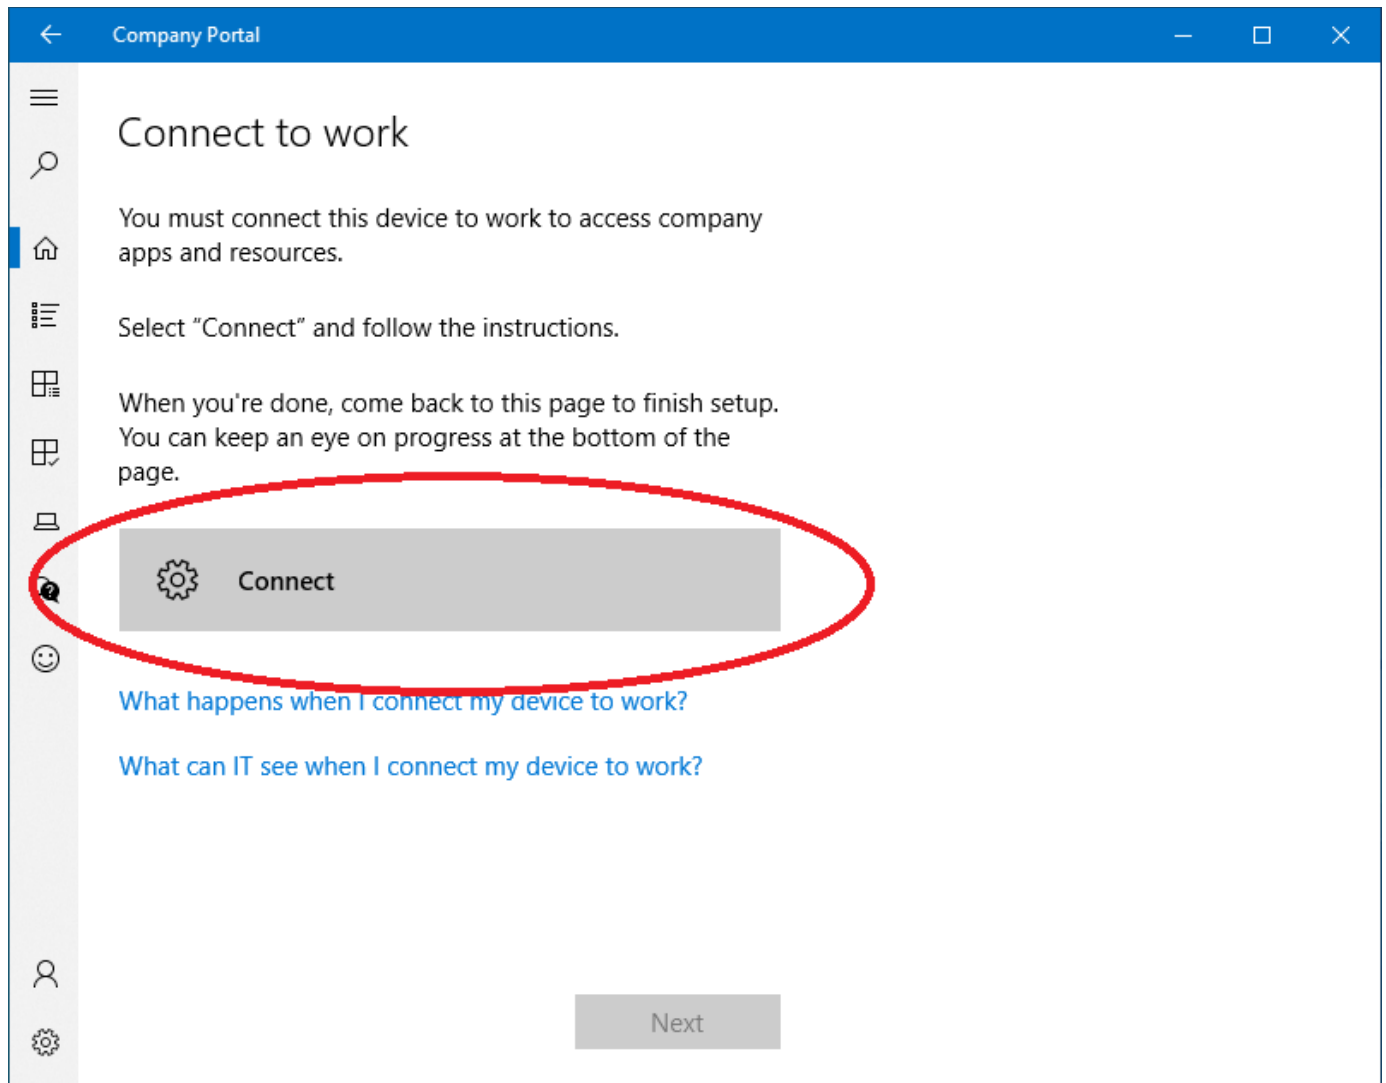 Company Portal
Connect to work
You must connect this device to work to access company
apps and resources.
Select “Connect” and follow the instructions.
When you're done, come back to this page to finish setup.
You can keep an eye on progress at the bottom of the
page.
Connect
What happens when I connect my device to work?
What can IT see when I connect my device to work?
Next